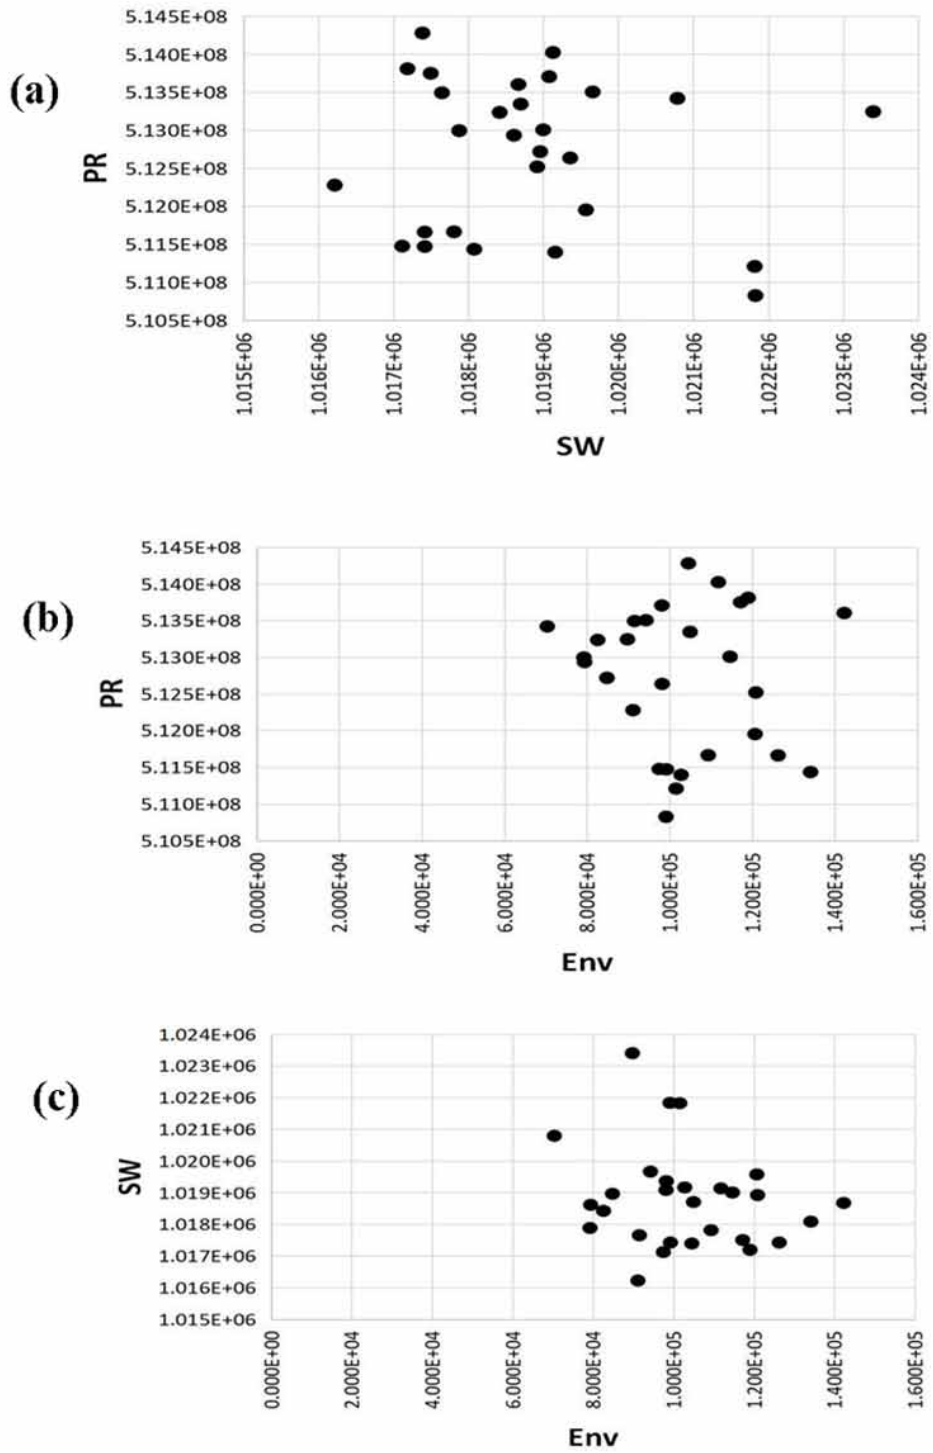 (a)
PR
5.145E+08
5.140E+08
5.135E+08
5.130E+08
5.125E+08
5.120E+08
5.115E+08
5.110E+08
5.105E+08
1.015E+06
1.016E+06
1.017E+06
1.018E+06
1.019E+06
1.020E+06
1.021E+06
1.022E+06
1.023E+06
1.024E+06
SW
(b)
PR
5.145E+08
5.140E+08
5.135E+08
5.130E+08
5.125E+08
5.120E+08
5.115E+08
5.110E+08
5.105E+08
0.000E+00
2.000E+04
4.000E+04
6.000E+04
8.000E+04
1.000E+05
1.200E+05
1.400E+05
1.600E+05
Env
(c)
SW
1.024E+06
1.023E+06
1.022E+06
1.021E+06
1.020E+06
1.019E+06
1.018E+06
1.017E+06
1.016E+06
1.015E+06
0.000E+00
2.000E+04
4.000E+04
6.000E+04
8.000E+04
1.000E+05
1.200E+05
1.400E+05
1.600E+05
Env